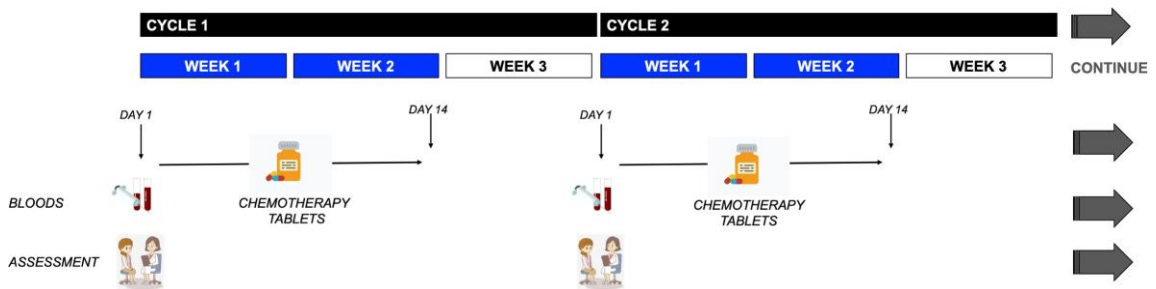 CYCLE 1 CYCLE 2
WEEK 1 WEEK 2 WEEK 3 WEEK 1 WEEK 2 WEEK 3 CONTINUE
DAY 1 DAY 14 DAY 1 DAY 14
BLOODS CHEMOTHERAPY CHEMOTHERAPY
TABLETS TABLETS
ASSESSMENT